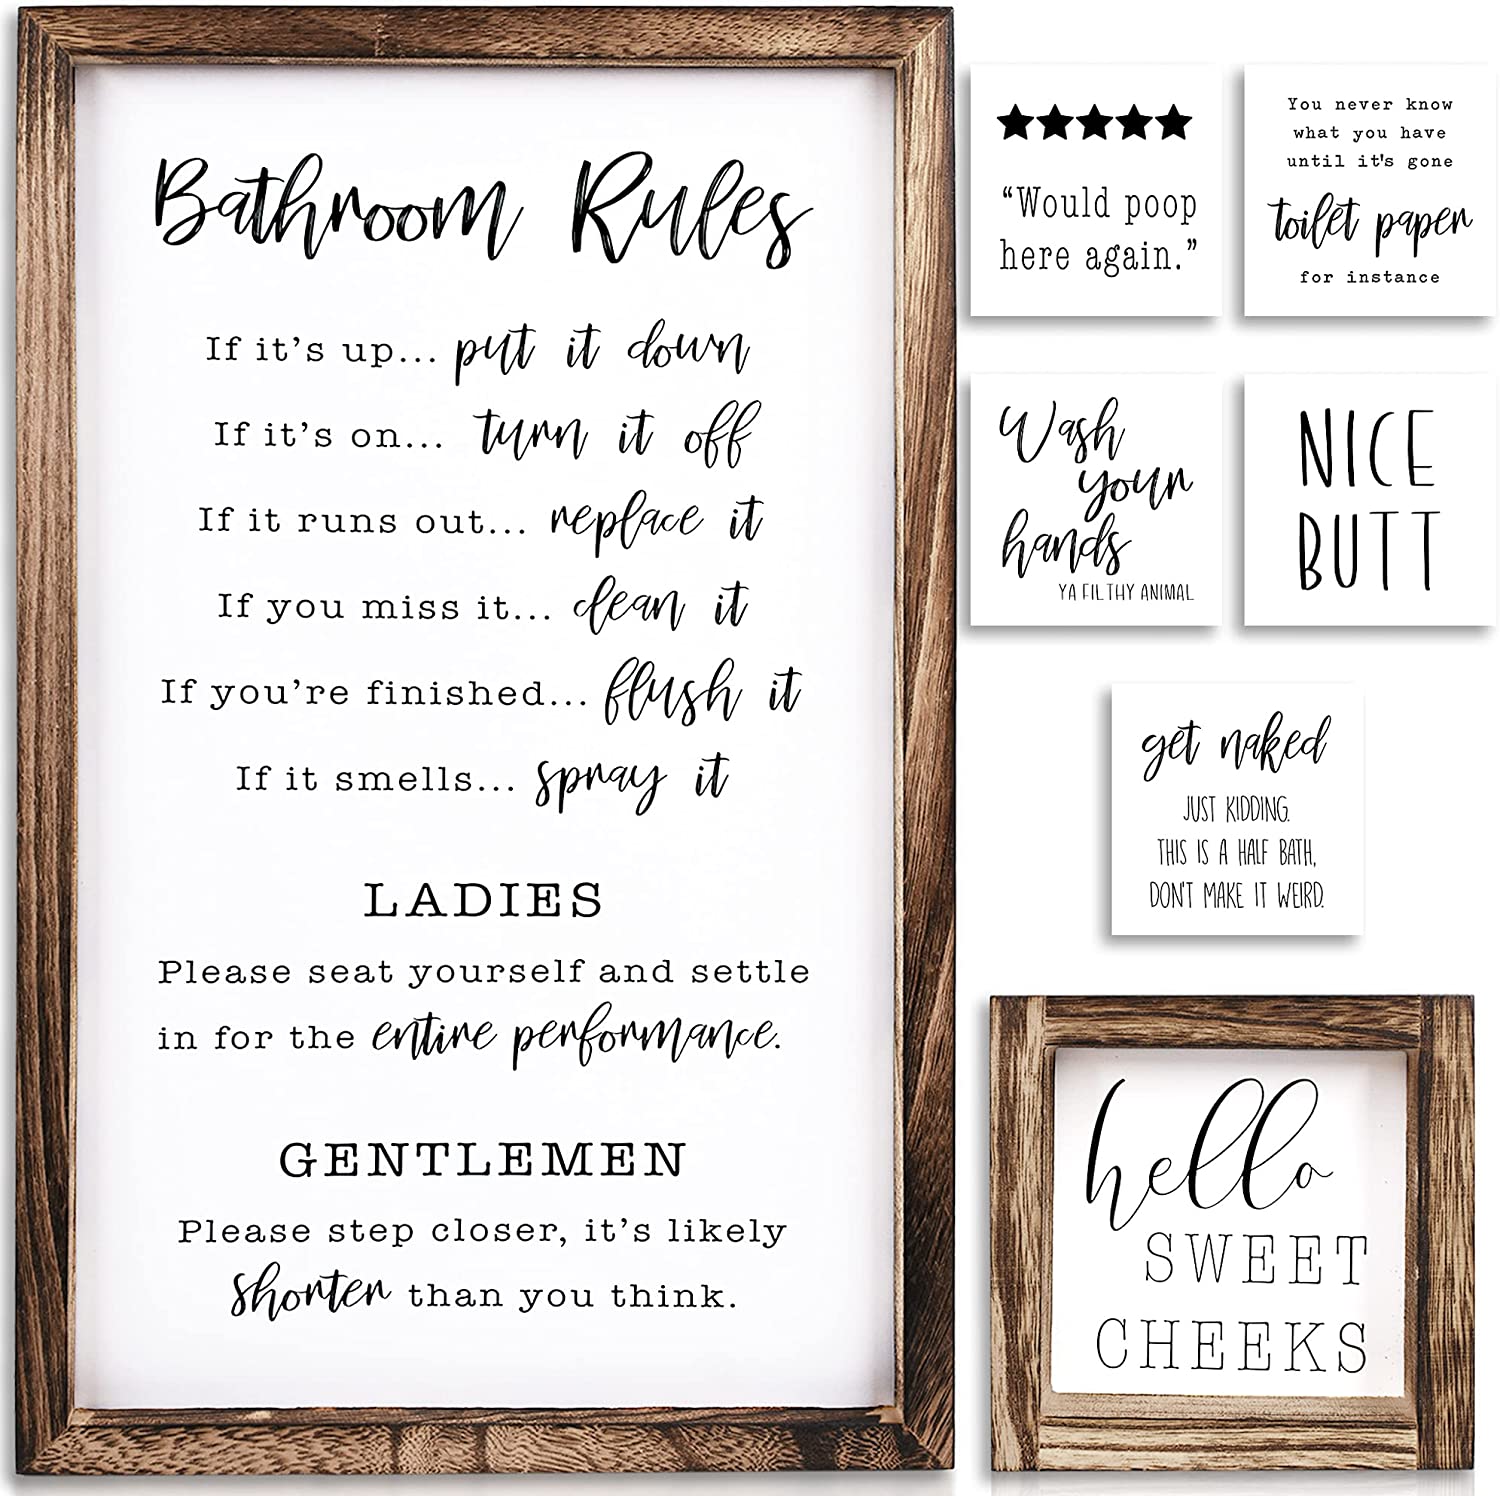 Bathroom Rules
If it's up... put it down
If it's on... turn it off
If it runs out... replace it
If you miss it... clean it
If you're finished... flush it
If it smells... spray it
LADIES
Please seat yourself and settle
in for the entire performance.
GENTLEMEN
Please step closer, it's likely
shorter than you think.
★★★★★
“Would poop
here again.”
You never know
what you have
until it's gone
toilet paper
for instance
Wash
your
hands
YA FILTHY ANIMAL
NICE
BUTT
get naked
JUST KIDDING.
THIS IS A HALF BATH,
DON'T MAKE IT WEIRD.
hello
SWEET
CHEEKS